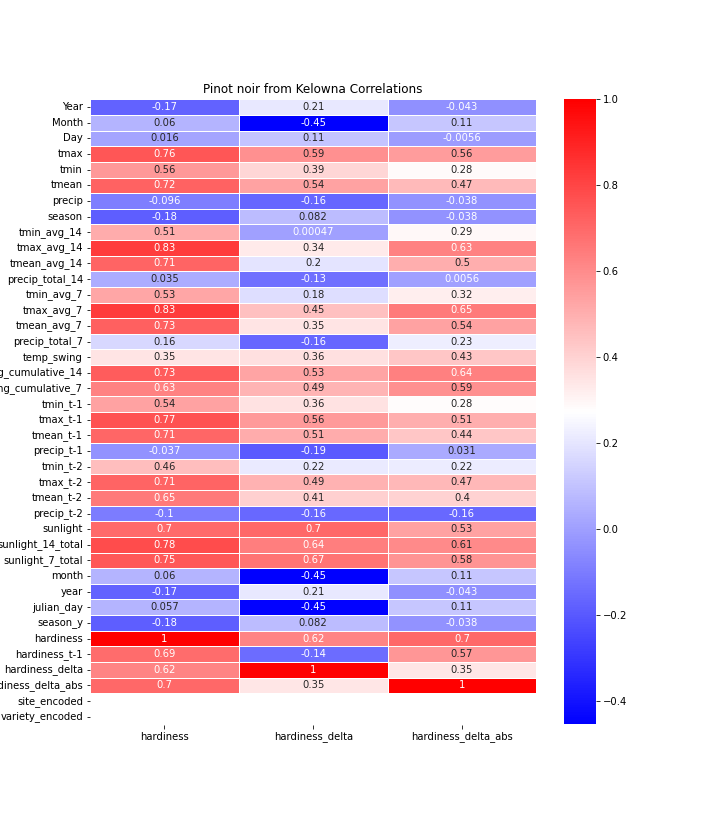 Pinot noir from Kelowna Correlations
Year -0.17 0.21 -0.043
Month 0.06 -0.45 0.11
Day 0.016 0.11 -0.0056
tmax 0.76 0.59 0.56
tmin 0.56 0.39 0.28
tmean 0.72 0.54 0.47
precip -0.096 -0.16 -0.038
season -0.18 0.082 -0.038
tmin_avg_14 0.51 0.00047 0.29
tmax_avg_14 0.83 0.34 0.63
tmean_avg_14 0.71 0.2 0.5
precip_total_14 0.035 -0.13 0.0056
tmin_avg_7 0.53 0.18 0.32
tmax_avg_7 0.83 0.45 0.65
tmean_avg_7 0.73 0.35 0.54
precip_total_7 0.16 -0.16 0.23
temp_swing 0.35 0.36 0.43
g_cumulative_14 0.73 0.53 0.64
ng_cumulative_7 0.63 0.49 0.59
tmin_t-1 0.54 0.36 0.28
tmax_t-1 0.77 0.56 0.51
tmean_t-1 0.71 0.51 0.44
precip_t-1 -0.037 -0.19 0.031
tmin_t-2 0.46 0.22 0.22
tmax_t-2 0.71 0.49 0.47
tmean_t-2 0.65 0.41 0.4
precip_t-2 -0.1 -0.16 -0.16
sunlight 0.7 0.7 0.53
sunlight_14_total 0.78 0.64 0.61
sunlight_7_total 0.75 0.67 0.58
month 0.06 -0.45 0.11
year -0.17 0.21 -0.043
julian_day 0.057 -0.45 0.11
season_y -0.18 0.082 -0.038
hardiness 1 0.62 0.7
hardiness_t-1 0.69 -0.14 0.57
hardiness_delta 0.62 1 0.35
diness_delta_abs 0.7 0.35 1
site_encoded
variety_encoded
hardiness hardiness_delta hardiness_delta_abs
1.0
0.8
0.6
0.4
0.2
0.0
−0.2
−0.4